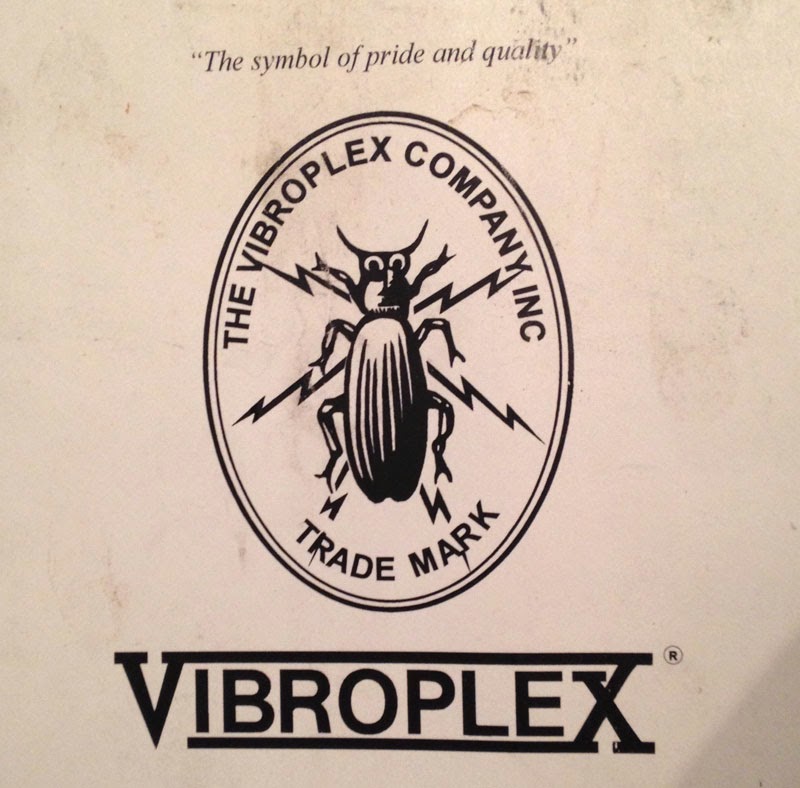 “The symbol of pride and quality”
THE VIBROPLEX COMPANY INC
TRADE MARK
VIBROPLEX ®